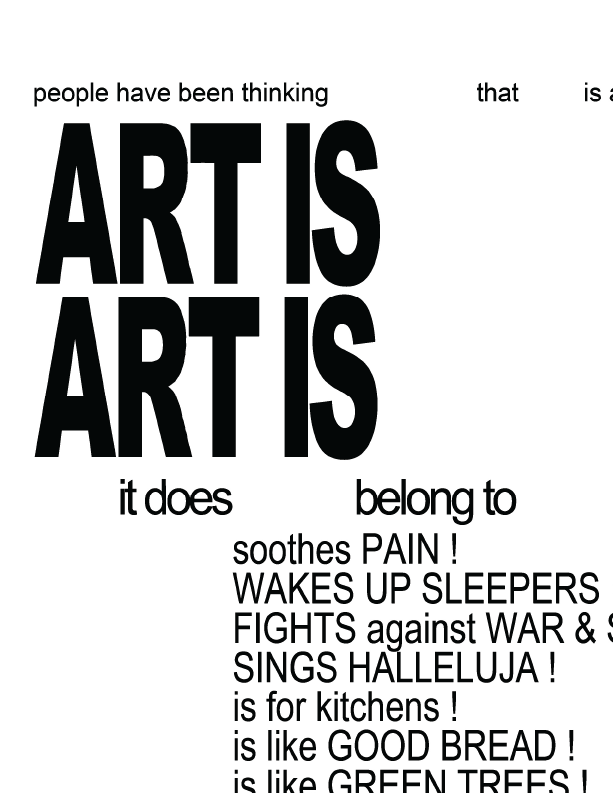 people have been thinking that is a
ART IS
ART IS
it does belong to
soothes PAIN !
WAKES UP SLEEPERS
FIGHTS against WAR & S
SINGS HALLELUJA !
is for kitchens !
is like GOOD BREAD !
is like GREEN TREES !